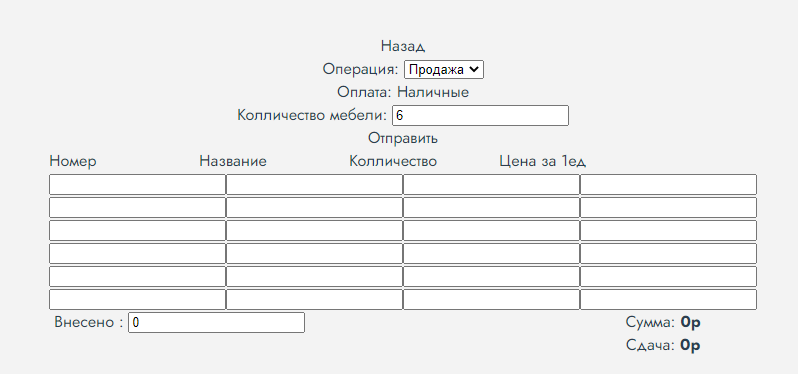 Назад
Операция: Продажа
Оплата: Наличные
Колличество мебели: 6
Отправить
Номер Название Колличество Цена за 1ед
Внесено : 0 Сумма: 0р
Сдача: 0р